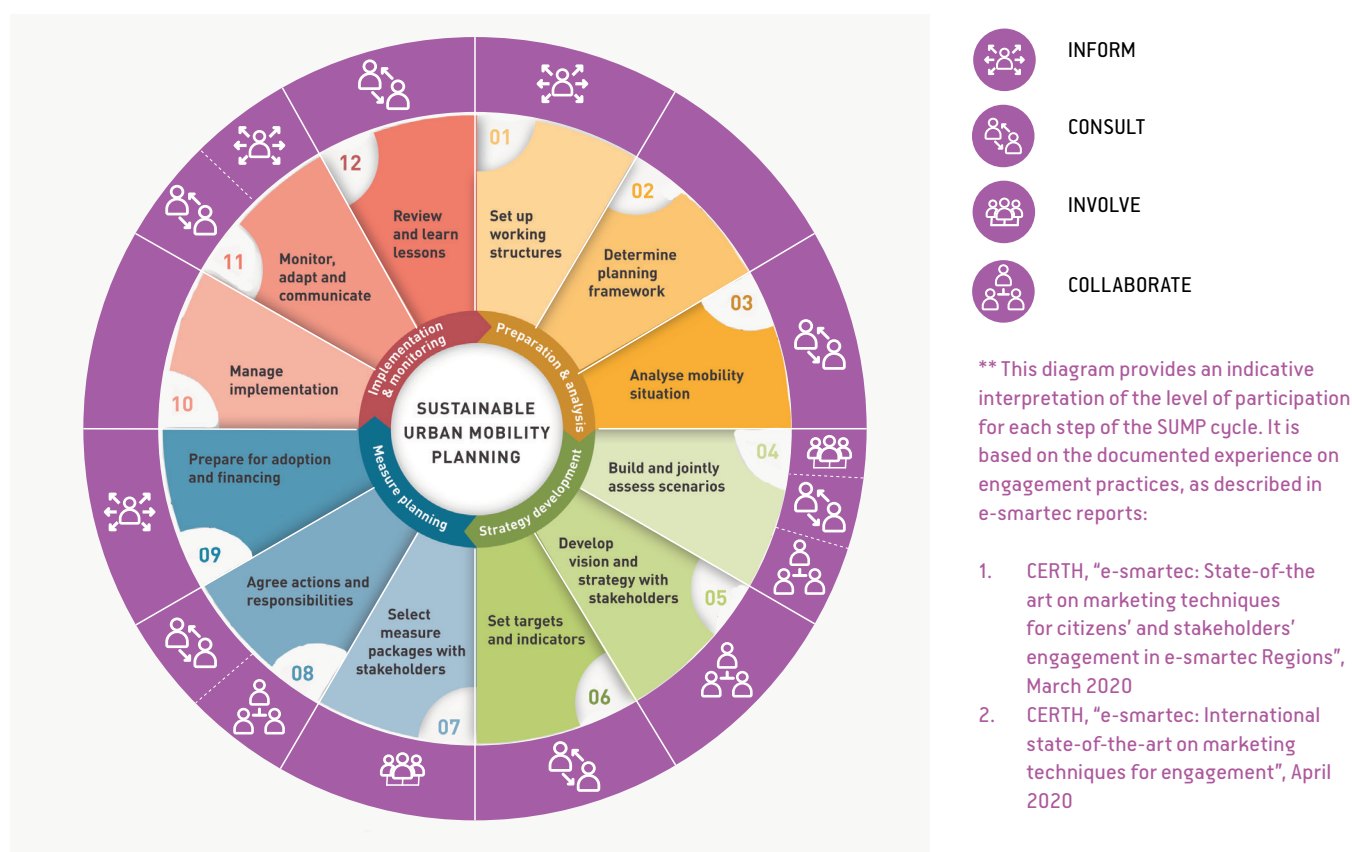 01
Set up
working
structures
02
Determine
planning
framework
03
Analyse mobility
situation
04
Build and jointly
assess scenarios
05
Develop
vision and
strategy with
stakeholders
06
Set targets
and indicators
07
Select
measure
packages with
stakeholders
08
Agree actions and
responsibilities
09
Prepare for adoption
and financing
10
Manage
implementation
11
Monitor,
adapt and
communicate
12
Review
and learn
lessons
Preparation & analysis
Strategy development
Measure planning
Implementation
& monitoring
SUSTAINABLE
URBAN MOBILITY
PLANNING
INFORM
CONSULT
INVOLVE
COLLABORATE
** This diagram provides an indicative
interpretation of the level of participation
for each step of the SUMP cycle. It is
based on the documented experience on
engagement practices, as described in
e-smartec reports:
1. CERTH, “e-smartec: State-of-the
art on marketing techniques
for citizens’ and stakeholders’
engagement in e-smartec Regions”,
March 2020
2. CERTH, “e-smartec: International
state-of-the-art on marketing
techniques for engagement”, April
2020